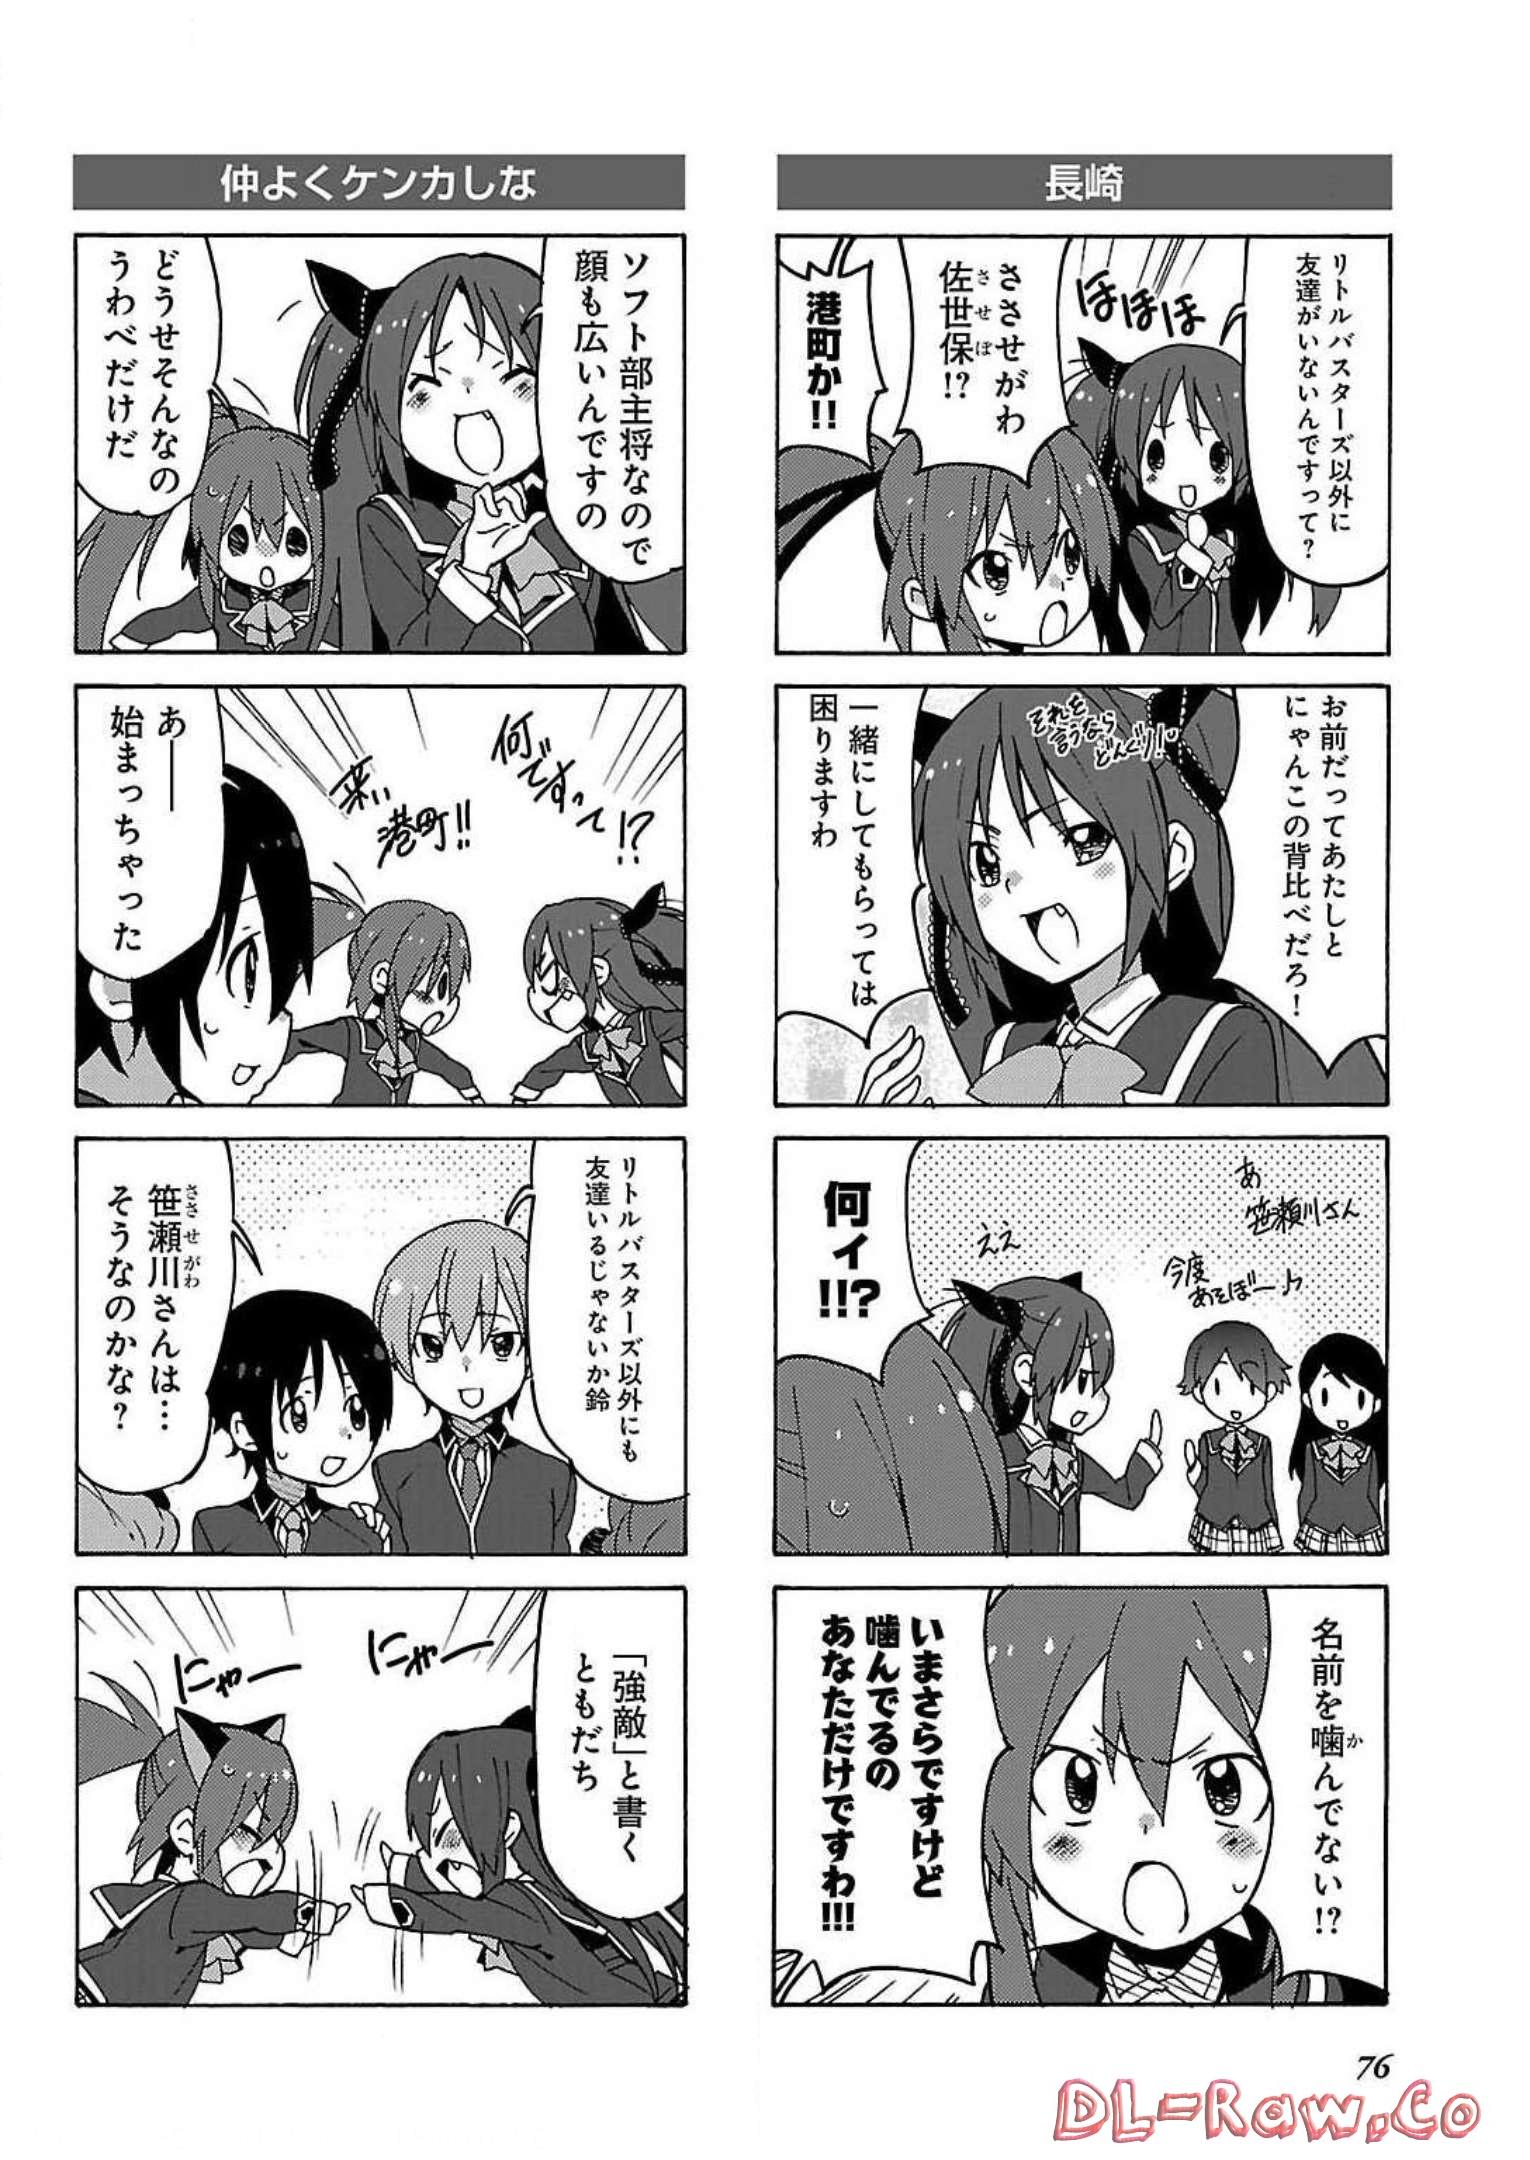 長崎
リトルバスターズ以外に
友達がいないんですって?
ほほほ
ささせがわ
佐世保!?
させぼ
港町か!!
お前だってあたしと
にゃんこの背比べだろ!
それを
言うなら
どんぐり!
一緒にしてもらっては
困りますわ
あ
笹瀬川さん
今度
あそぼー♪
ええ
何ィ!!?
名前を噛んでない!?
か
いまさらですけど
噛んでるの
あなただけですわ!!!
仲よくケンカしな
ソフト部主将なので
顔も広いんですの
どうせそんなの
うわべだけだ
何ですって!?
来い
港町!!
あー
始まっちゃった
リトルバスターズ以外にも
友達いるじゃないか鈴
笹瀬川さんは…
ささせがわ
そうなのかな?
「強敵」と書く
ともだち
にゃー
にゃー
76
DL-Raw.Co